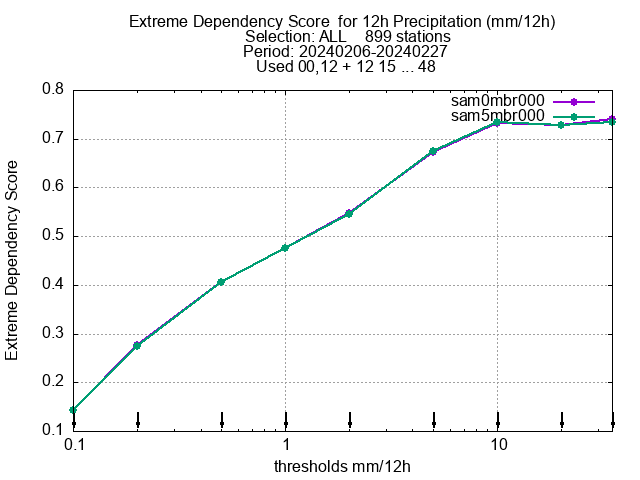 Extreme Dependency Score  for 12h Precipitation (mm/12h)
Selection: ALL    899 stations
Period: 20240206-20240227
Used 00,12 + 12 15 ... 48
sam0mbr000
sam5mbr000
0.8
0.7
0.6
0.5
0.4
0.3
0.2
0.1
Extreme Dependency Score
0.1 1 10
thresholds mm/12h